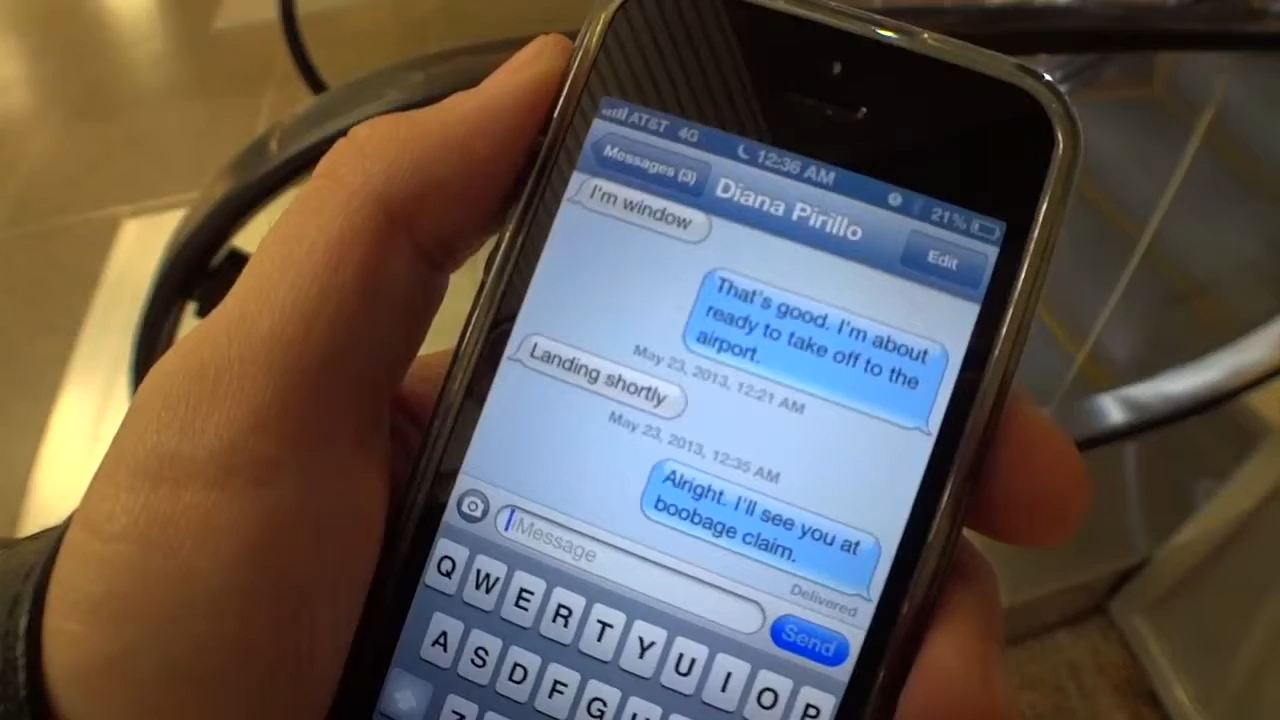 AT&T 4G 12:36 AM 21%
Messages (3) Diana Pirillo Edit
I'm window
That's good. I'm about
ready to take off to the
airport.
May 23, 2013, 12:21 AM
Landing shortly
May 23, 2013, 12:35 AM
Alright. I'll see you at
boobage claim.
Delivered
iMessage
Send
Q W E R T Y U I O P
A S D F G H
Z